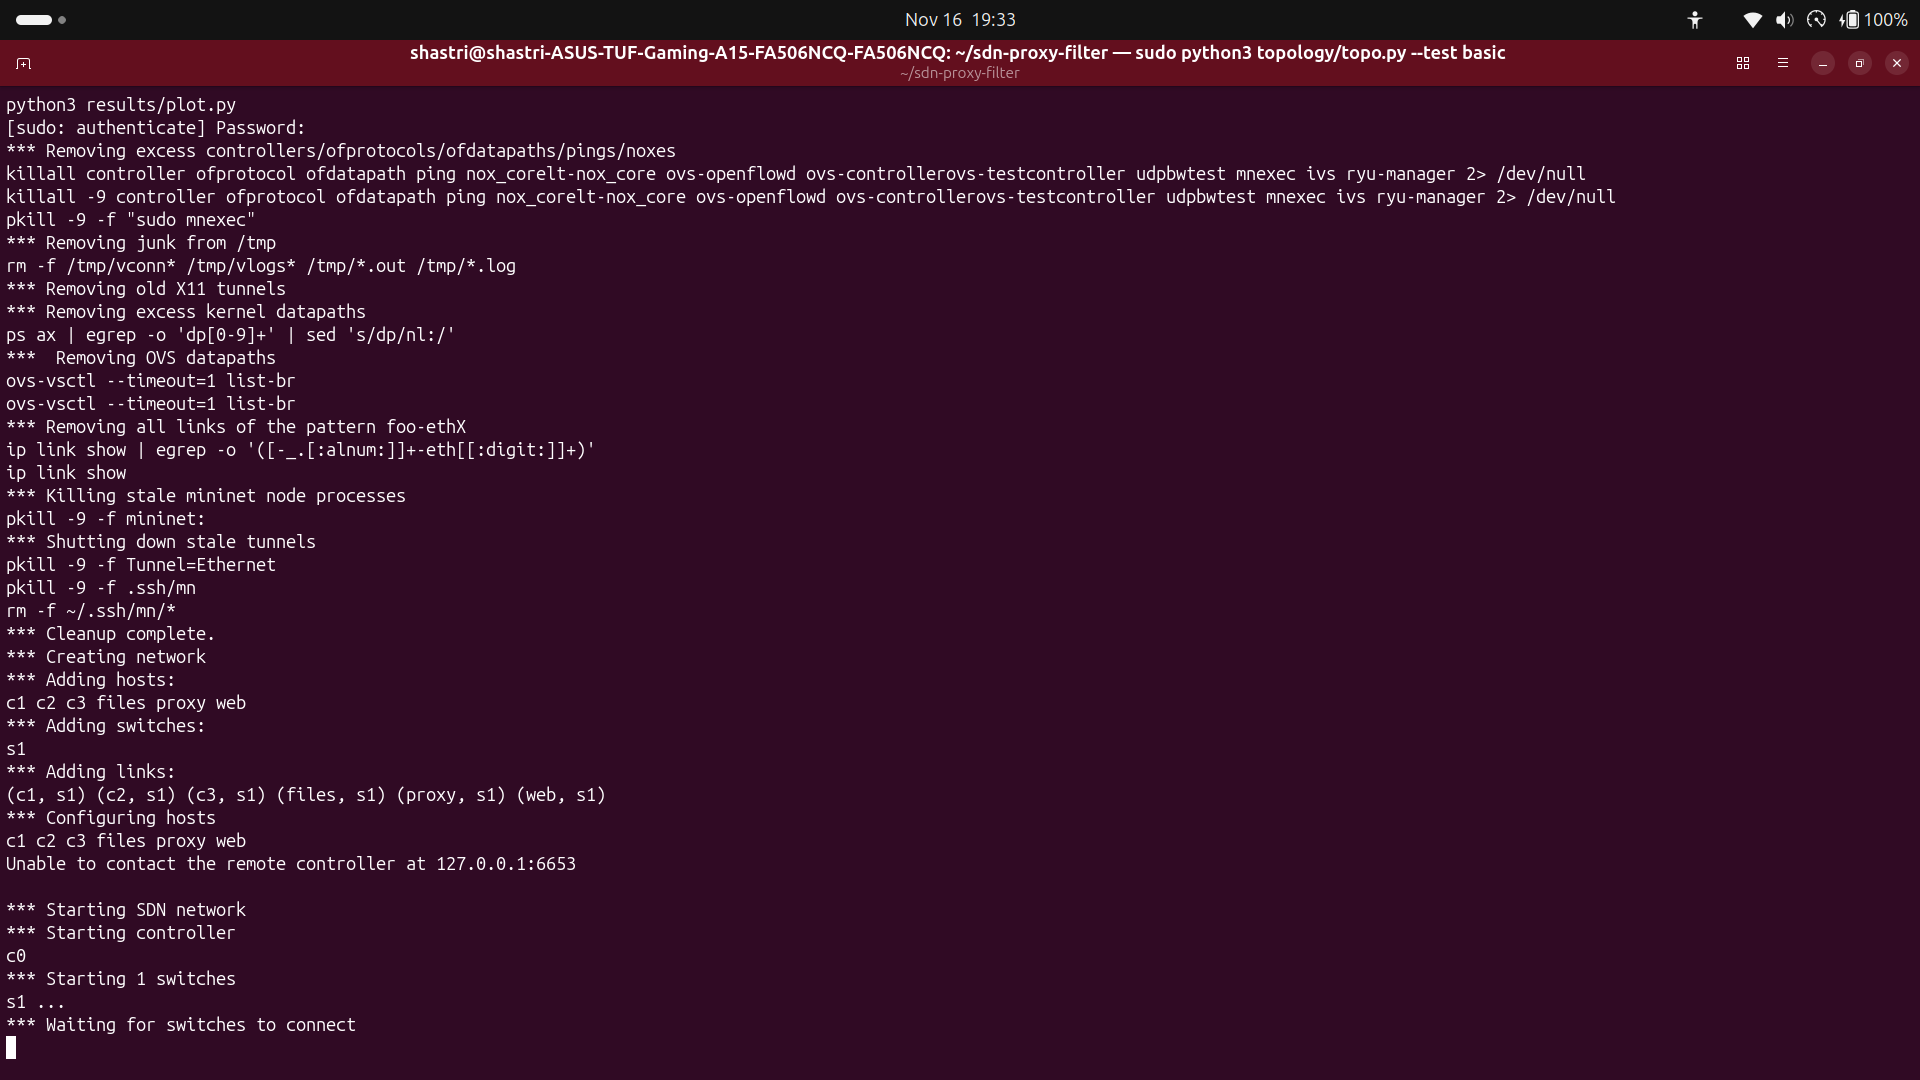 Nov 16 19:33
100%
shastri@shastri-ASUS-TUF-Gaming-A15-FA506NCQ-FA506NCQ: ~/sdn-proxy-filter — sudo python3 topology/topo.py --test basic
~/sdn-proxy-filter
python3 results/plot.py
[sudo: authenticate] Password:
*** Removing excess controllers/ofprotocols/ofdatapaths/pings/noxes
killall controller ofprotocol ofdatapath ping nox_corelt-nox_core ovs-openflowd ovs-controllerovs-testcontroller udpbwtest mnexec ivs ryu-manager 2> /dev/null
killall -9 controller ofprotocol ofdatapath ping nox_corelt-nox_core ovs-openflowd ovs-controllerovs-testcontroller udpbwtest mnexec ivs ryu-manager 2> /dev/null
pkill -9 -f "sudo mnexec"
*** Removing junk from /tmp
rm -f /tmp/vconn* /tmp/vlogs* /tmp/*.out /tmp/*.log
*** Removing old X11 tunnels
*** Removing excess kernel datapaths
ps ax | egrep -o 'dp[0-9]+' | sed 's/dp/nl:/'
***  Removing OVS datapaths
ovs-vsctl --timeout=1 list-br
ovs-vsctl --timeout=1 list-br
*** Removing all links of the pattern foo-ethX
ip link show | egrep -o '([-_.[:alnum:]]+-eth[[:digit:]]+)'
ip link show
*** Killing stale mininet node processes
pkill -9 -f mininet:
*** Shutting down stale tunnels
pkill -9 -f Tunnel=Ethernet
pkill -9 -f .ssh/mn
rm -f ~/.ssh/mn/*
*** Cleanup complete.
*** Creating network
*** Adding hosts:
c1 c2 c3 files proxy web
*** Adding switches:
s1
*** Adding links:
(c1, s1) (c2, s1) (c3, s1) (files, s1) (proxy, s1) (web, s1)
*** Configuring hosts
c1 c2 c3 files proxy web
Unable to contact the remote controller at 127.0.0.1:6653
*** Starting SDN network
*** Starting controller
c0
*** Starting 1 switches
s1 ...
*** Waiting for switches to connect